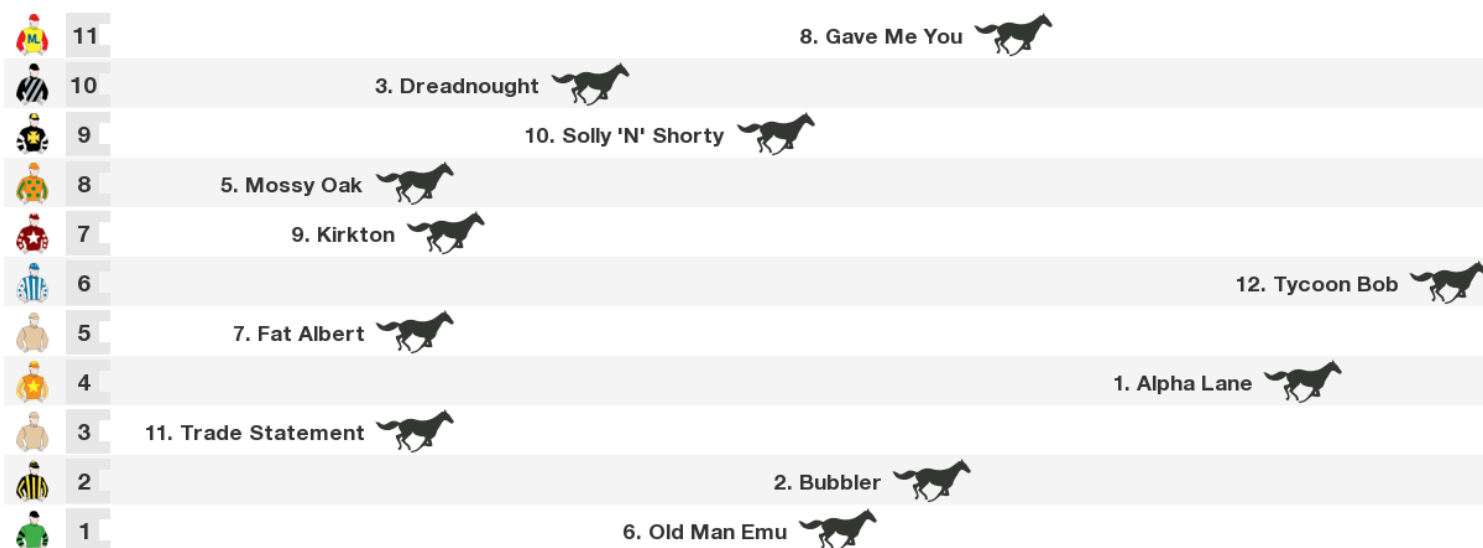 ML
11 8. Gave Me You
10 3. Dreadnought
9 10. Solly 'N' Shorty
8 5. Mossy Oak
7 9. Kirkton
6 12. Tycoon Bob
5 7. Fat Albert
4 1. Alpha Lane
3 11. Trade Statement
2 2. Bubbler
1 6. Old Man Emu